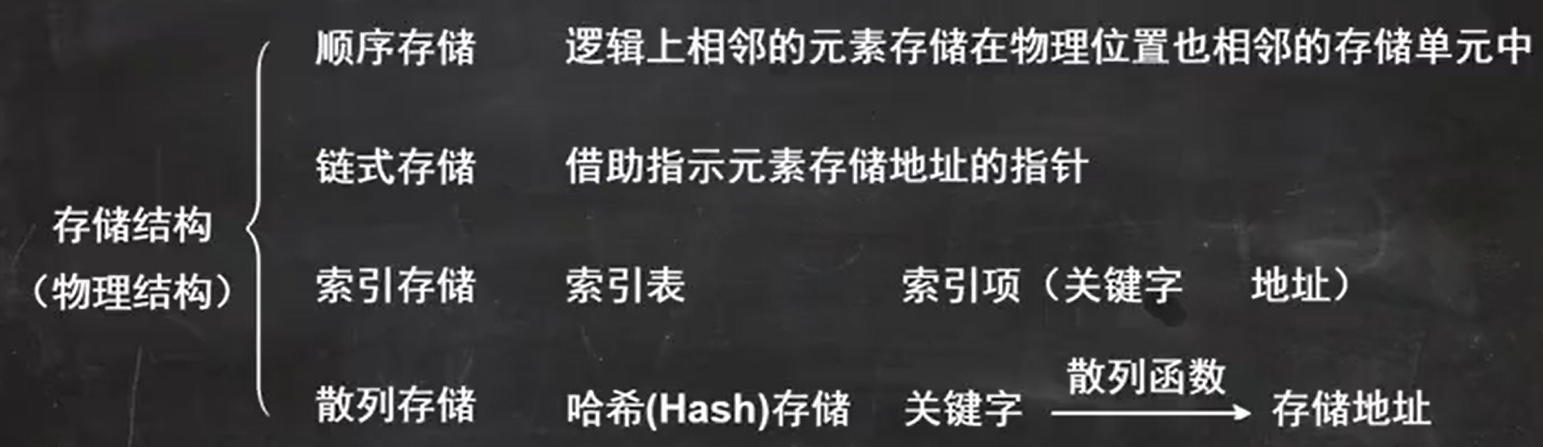 顺序存储 逻辑上相邻的元素存储在物理位置也相邻的存储单元中
链式存储 借助指示元素存储地址的指针
存储结构
（物理结构）
索引存储 索引表 索引项（关键字 地址）
散列函数
散列存储 哈希(Hash)存储 关键字 存储地址